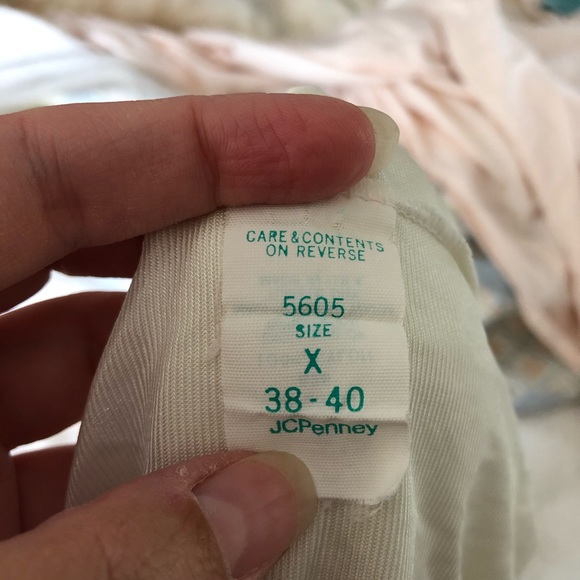 CARE & CONTENTS
ON REVERSE
5605
SIZE
X
38 - 40
JCPenney